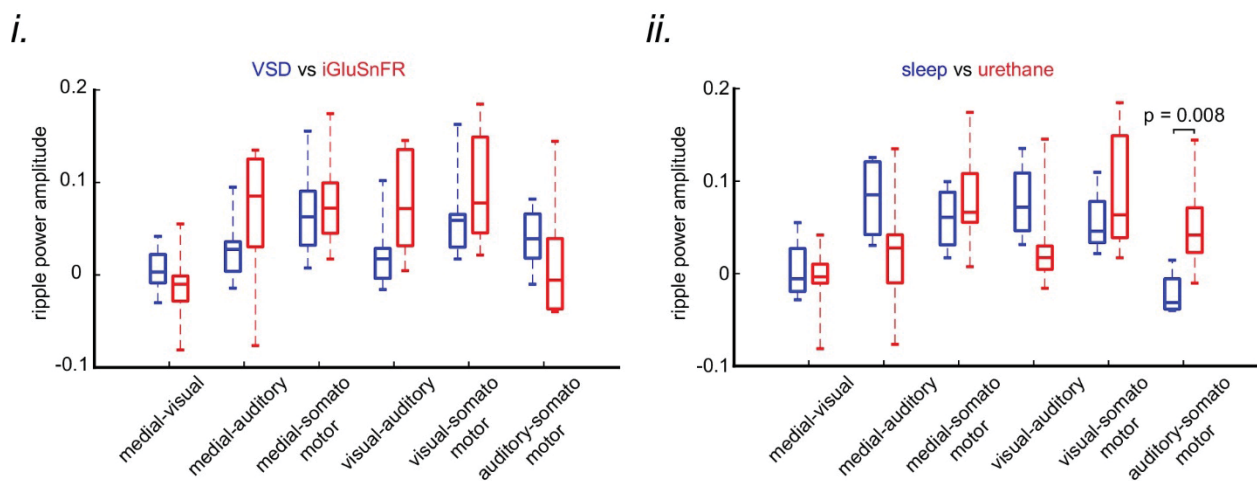 i.
VSD vs iGluSnFR
ripple power amplitude
0.2
0.1
0
-0.1
medial-visual
medial-auditory
medial-somato
motor
visual-auditory
visual-somato
motor
auditory-somato
motor
ii.
sleep vs urethane
p = 0.008
ripple power amplitude
0.2
0.1
0
-0.1
medial-visual
medial-auditory
medial-somato
motor
visual-auditory
visual-somato
motor
auditory-somato
motor